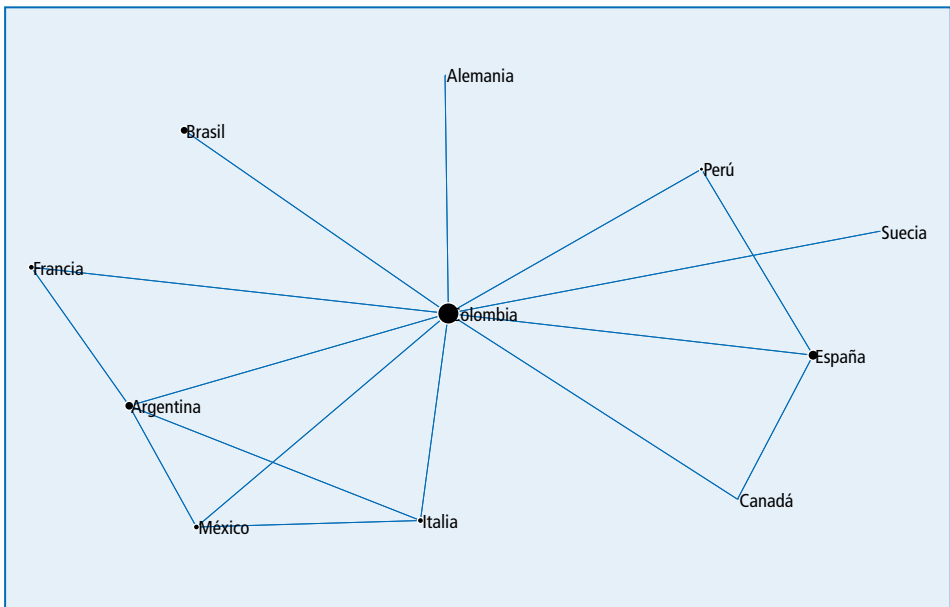 Alemania
Brasil
Perú
Suecia
Francia
Colombia
España
Argentina
Canadá
Italia
México